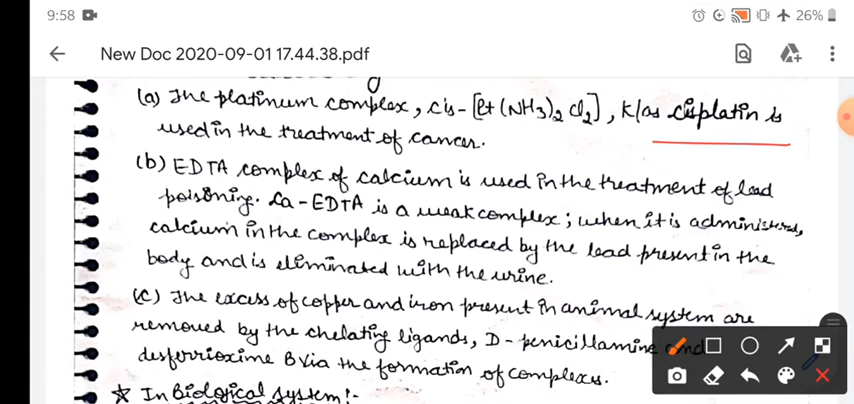 9:58
26%
New Doc 2020-09-01 17.44.38.pdf
(a) The platinum complex, cis-[Pt(NH3)2 Cl2], K/as cisplatin is
used in the treatment of cancer.
(b) EDTA complex of calcium is used in the treatment of lead
poisoning. Ca-EDTA is a weak complex; when it is administered,
calcium in the complex is replaced by the lead present in the
body and is eliminated with the urine.
(c) The excess of copper and iron present in animal system are
removed by the chelating ligands, D-penicillamine and
desferrioxime B via the formation of complexes.
☆ In Biological system:-